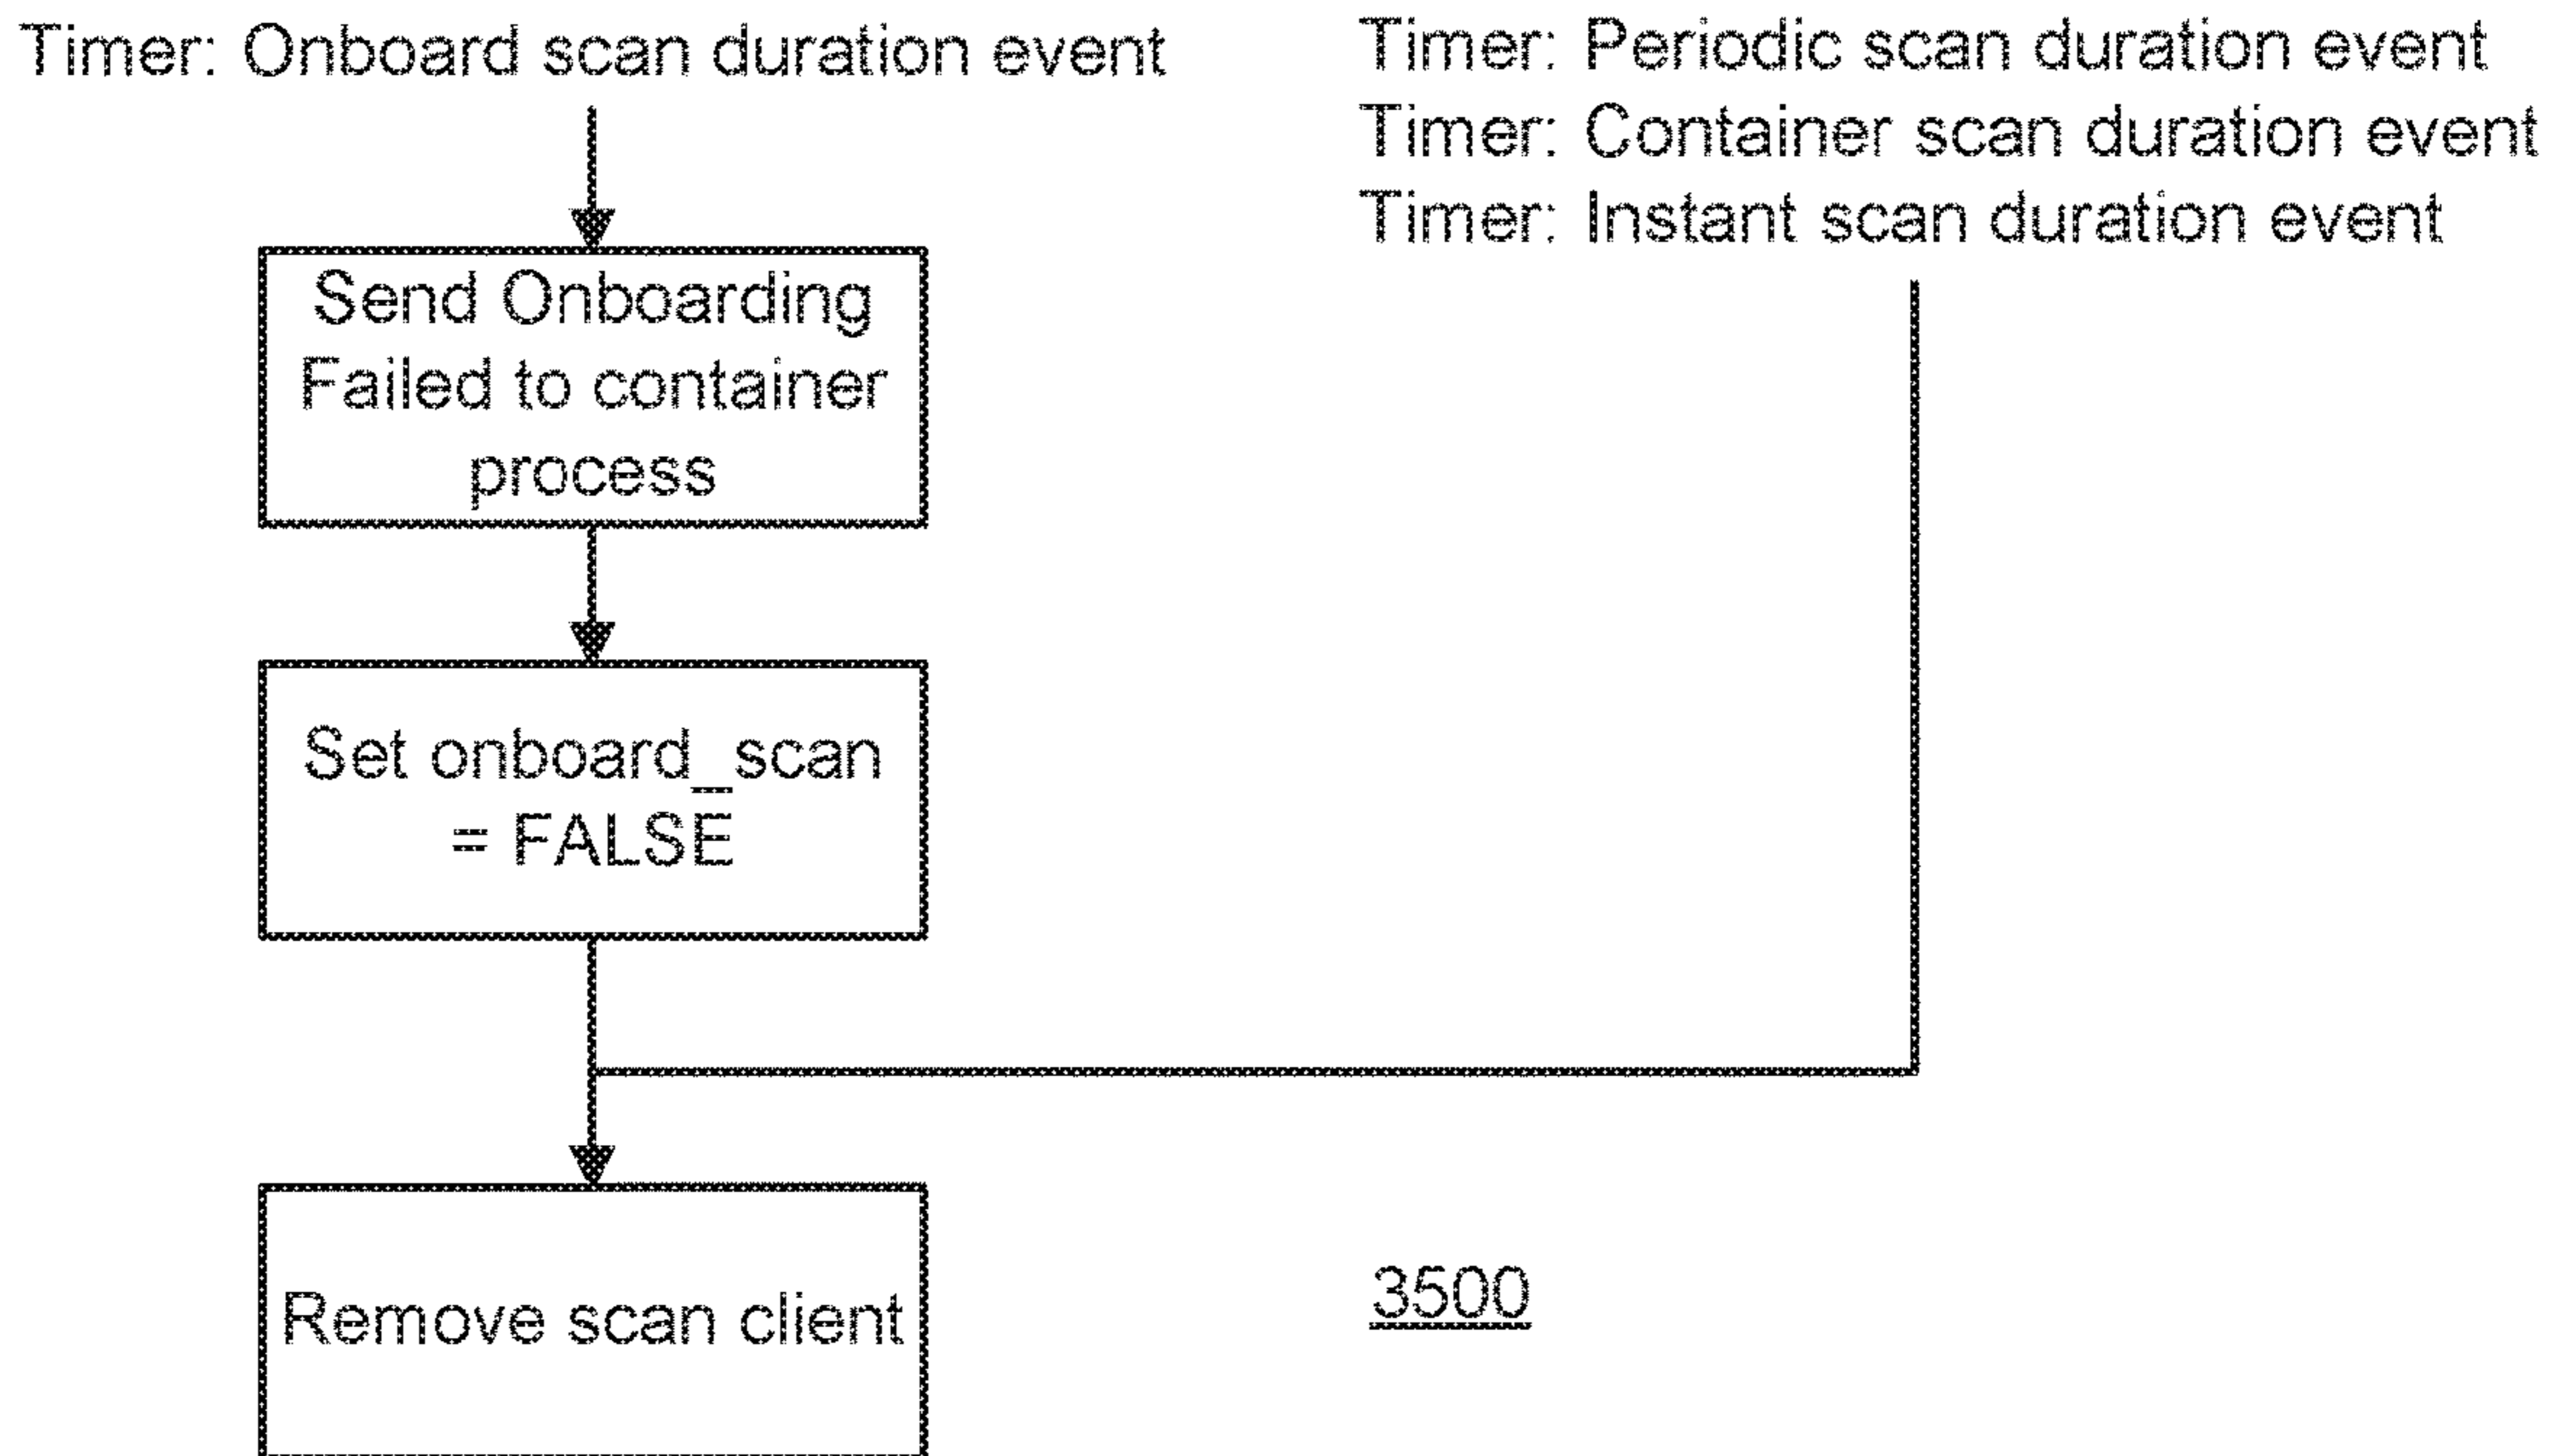 Timer: Onboard scan duration event
Timer: Periodic scan duration event
Timer: Container scan duration event
Timer: Instant scan duration event
Send Onboarding
Failed to container
process
Set onboard_scan
= FALSE
Remove scan client
3500